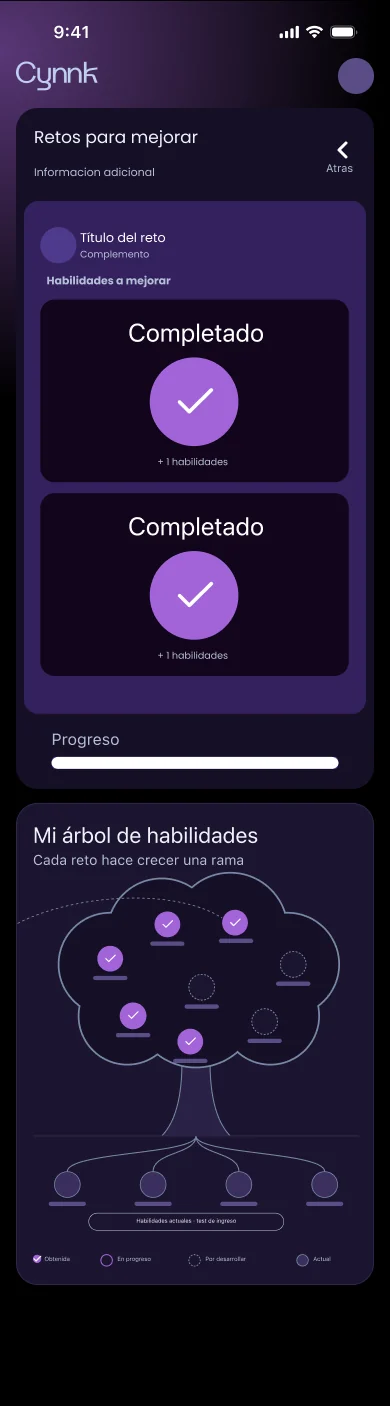 9:41
Cynnk
Retos para mejorar
Informacion adicional
Atras
Título del reto
Complemento
Habilidades a mejorar
Completado
+ 1 habilidades
Completado
+ 1 habilidades
Progreso
Mi árbol de habilidades
Cada reto hace crecer una rama
Habilidades actuales · test de ingreso
Obtenida
En progreso
Por desarrollar
Actual